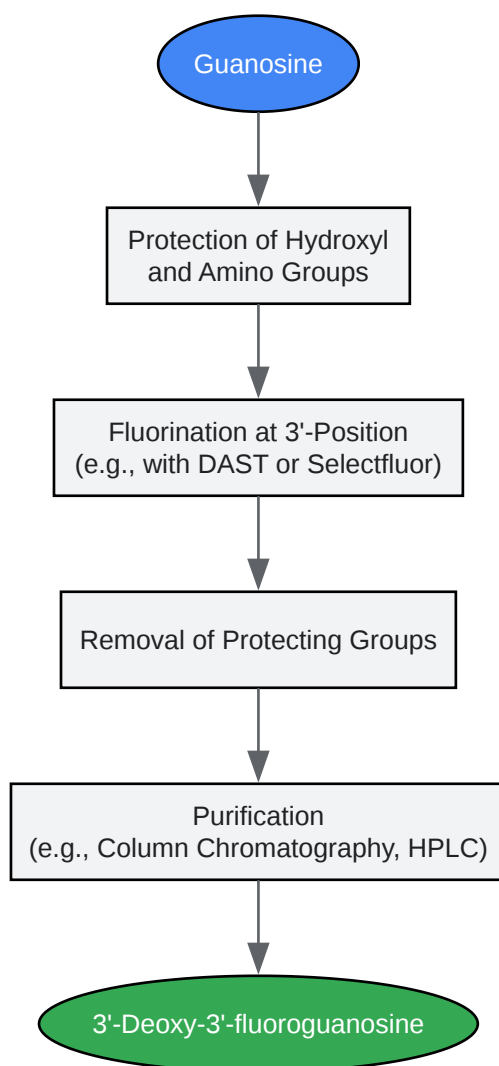 Guanosine
Protection of Hydroxyl
and Amino Groups
Fluorination at 3'-Position
(e.g., with DAST or Selectfluor)
Removal of Protecting Groups
Purification
(e.g., Column Chromatography, HPLC)
3'-Deoxy-3'-fluoroguanosine